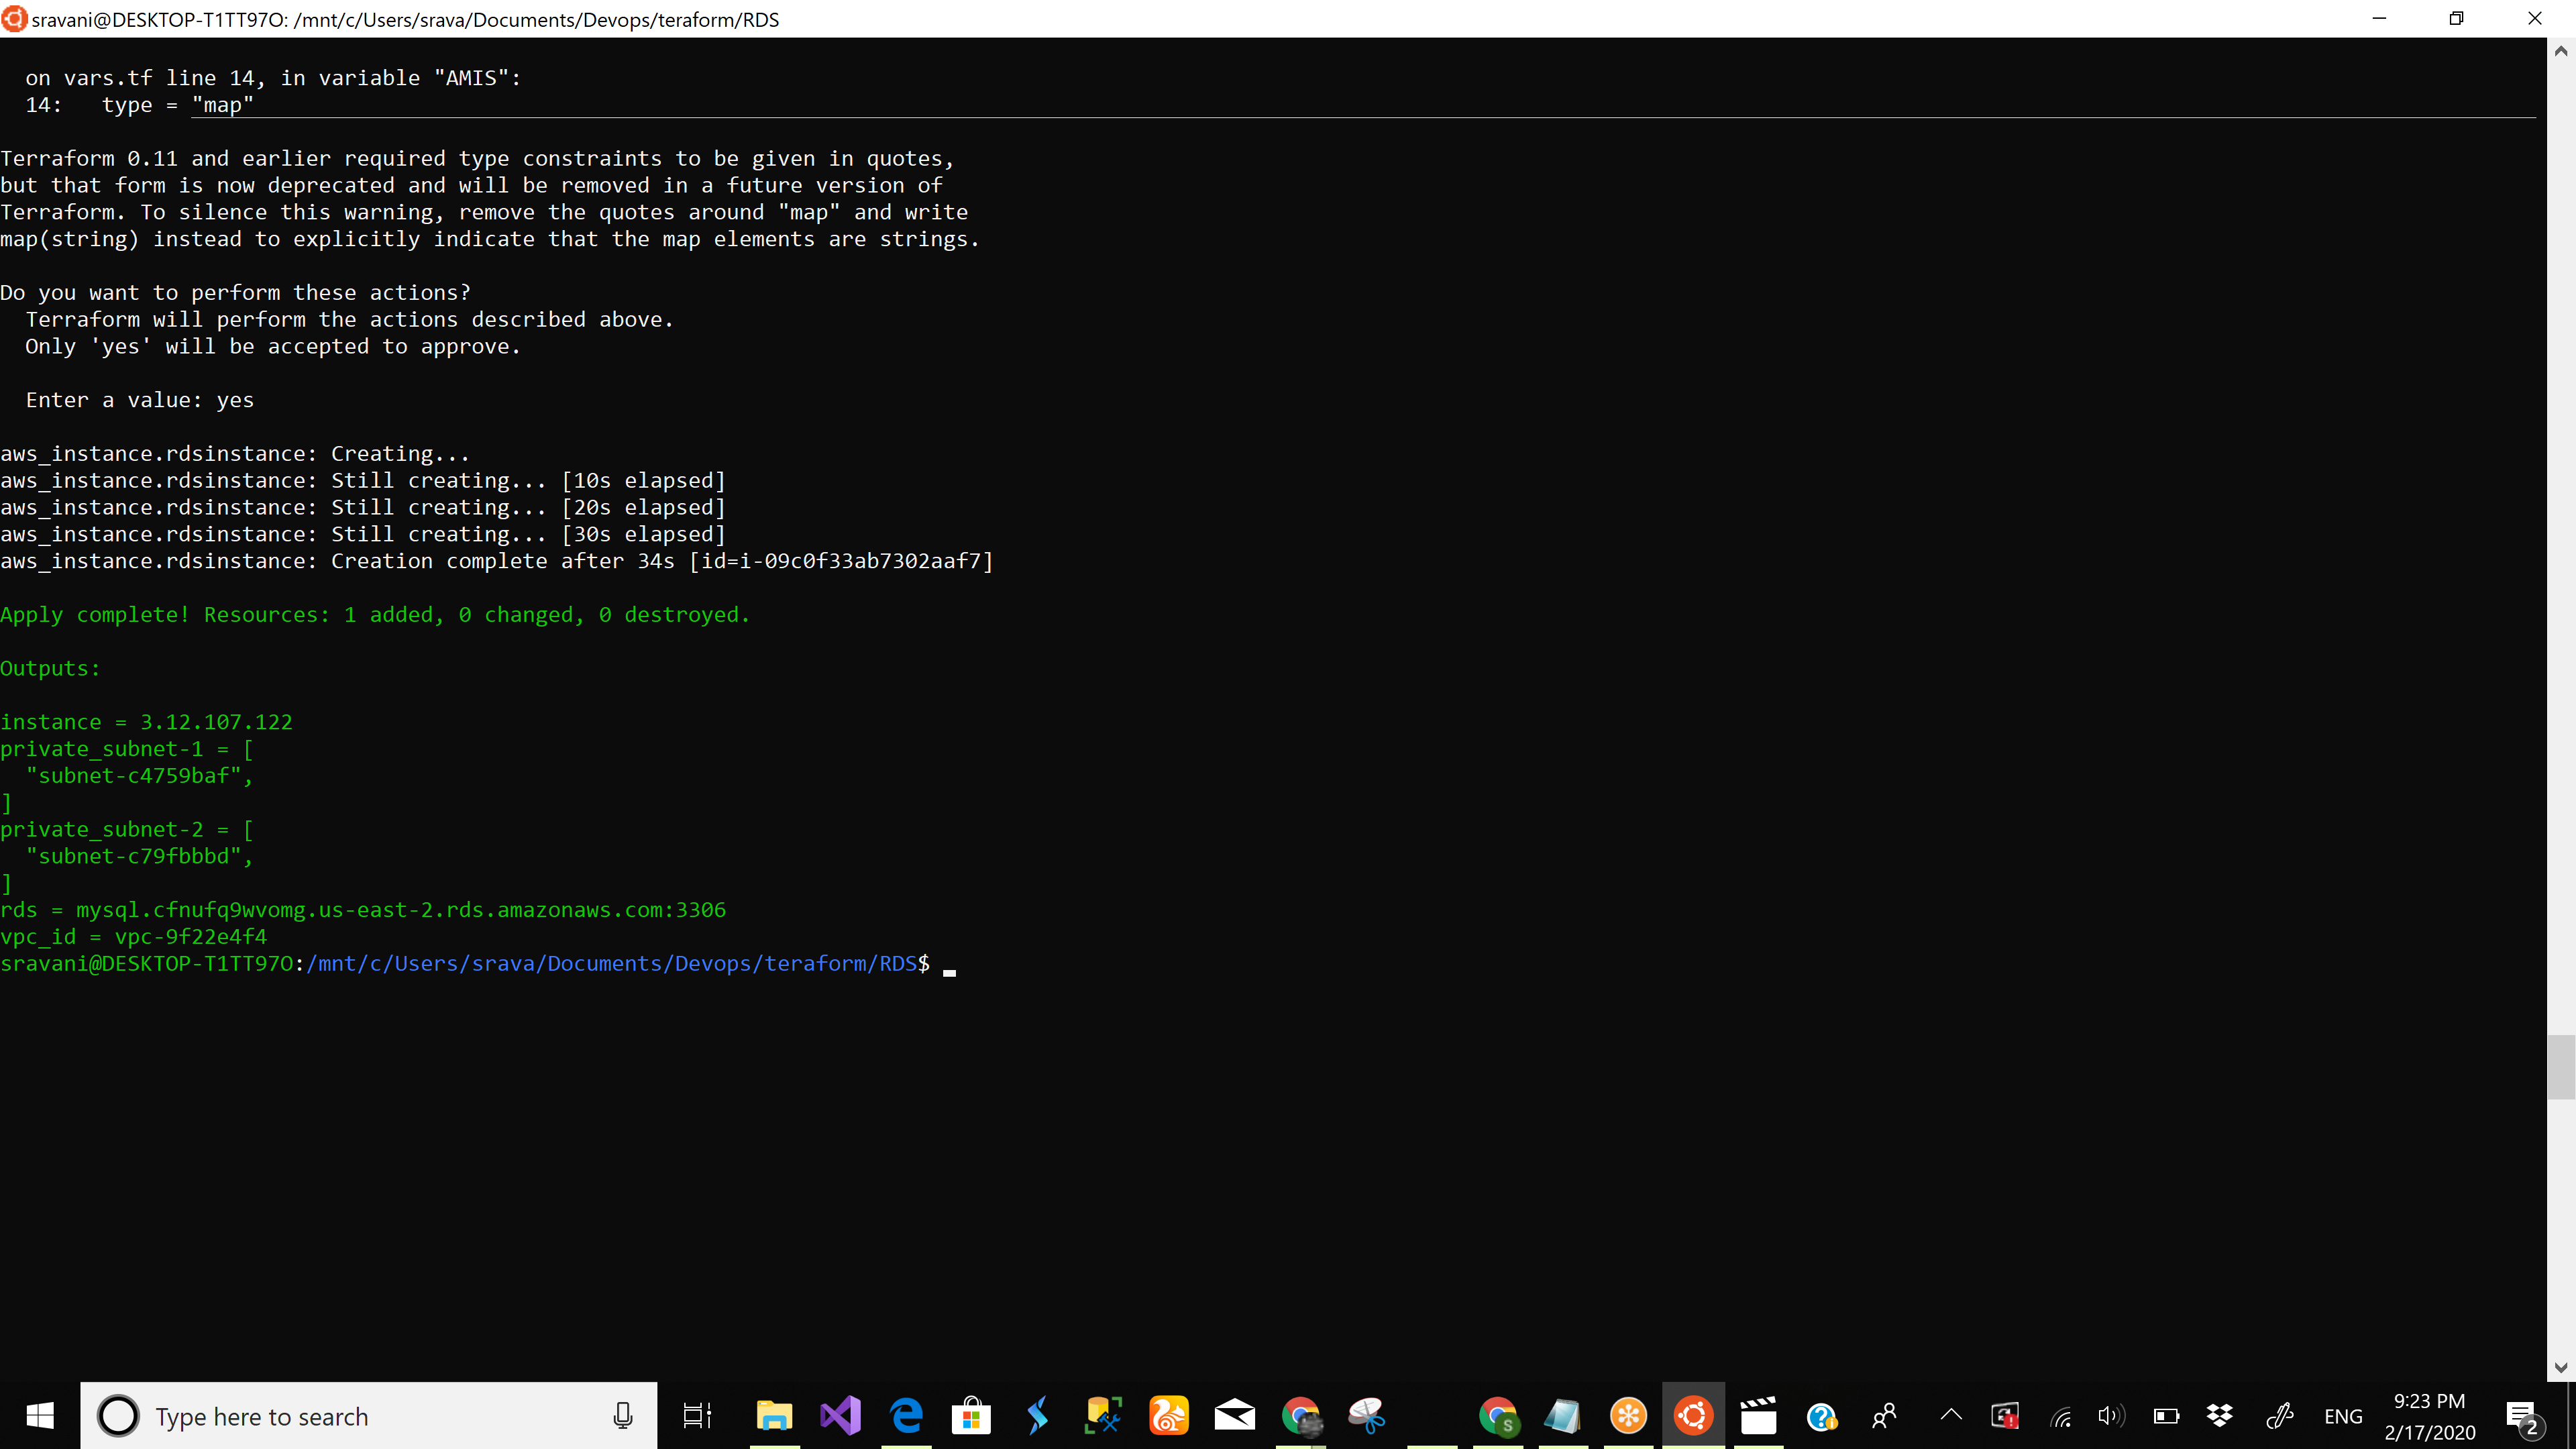 sravani@DESKTOP-T1TT97O: /mnt/c/Users/srava/Documents/Devops/teraform/RDS
on vars.tf line 14, in variable "AMIS":
14:   type = "map"
Terraform 0.11 and earlier required type constraints to be given in quotes,
but that form is now deprecated and will be removed in a future version of
Terraform. To silence this warning, remove the quotes around "map" and write
map(string) instead to explicitly indicate that the map elements are strings.
Do you want to perform these actions?
Terraform will perform the actions described above.
Only 'yes' will be accepted to approve.
Enter a value: yes
aws_instance.rdsinstance: Creating...
aws_instance.rdsinstance: Still creating... [10s elapsed]
aws_instance.rdsinstance: Still creating... [20s elapsed]
aws_instance.rdsinstance: Still creating... [30s elapsed]
aws_instance.rdsinstance: Creation complete after 34s [id=i-09c0f33ab7302aaf7]
Apply complete! Resources: 1 added, 0 changed, 0 destroyed.
Outputs:
instance = 3.12.107.122
private_subnet-1 = [
"subnet-c4759baf",
]
private_subnet-2 = [
"subnet-c79fbbbd",
]
rds = mysql.cfnufq9wvomg.us-east-2.rds.amazonaws.com:3306
vpc_id = vpc-9f22e4f4
sravani@DESKTOP-T1TT97O:/mnt/c/Users/srava/Documents/Devops/teraform/RDS$
Type here to search
S
ENG
9:23 PM
2/17/2020
2